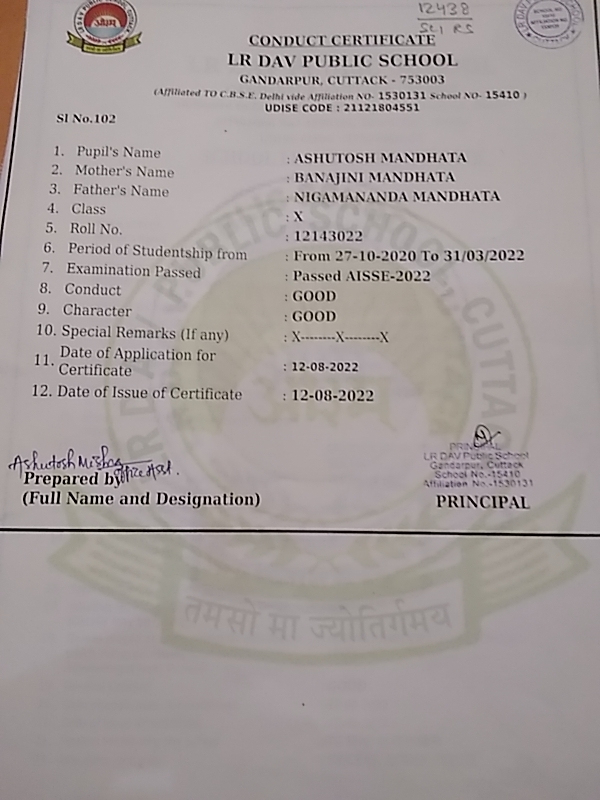 12438
Sc1 RS
CONDUCT CERTIFICATE
LR DAV PUBLIC SCHOOL
GANDARPUR, CUTTACK - 753003
(Affiliated TO C.B.S.E. Delhi vide Affiliation NO- 1530131 School NO- 15410 )
UDISE CODE : 21121804551
Sl No.102
1. Pupil's Name : ASHUTOSH MANDHATA
2. Mother's Name : BANAJINI MANDHATA
3. Father's Name : NIGAMANANDA MANDHATA
4. Class : X
5. Roll No. : 12143022
6. Period of Studentship from : From 27-10-2020 To 31/03/2022
7. Examination Passed : Passed AISSE-2022
8. Conduct : GOOD
9. Character : GOOD
10. Special Remarks (If any) : X--------X--------X
11. Date of Application for
Certificate : 12-08-2022
12. Date of Issue of Certificate : 12-08-2022
Ashutosh Mishra
Office Asst.
Prepared by
(Full Name and Designation)
PRINCIPAL
LR DAV Public School
Gandarpur, Cuttack
School No.-15410
Affiliation No.-1530131
PRINCIPAL
तमसो मा ज्योतिर्गमय